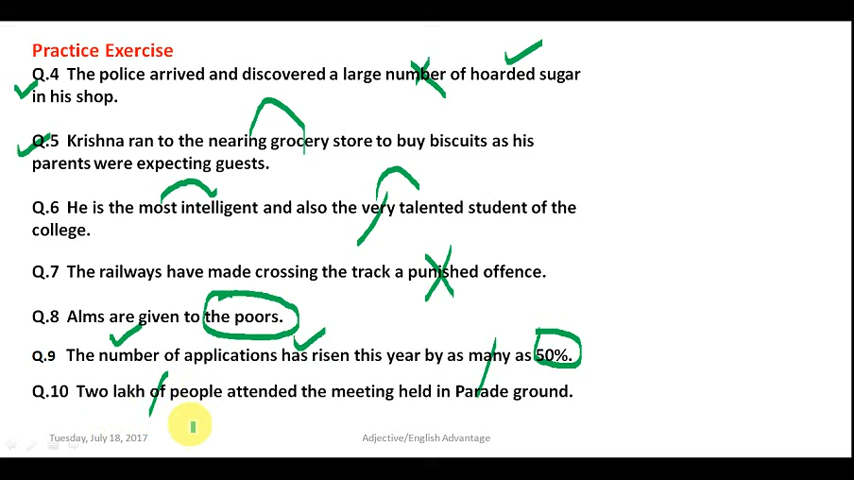 Practice Exercise
Q.4 The police arrived and discovered a large number of hoarded sugar
in his shop.
Q.5 Krishna ran to the nearing grocery store to buy biscuits as his
parents were expecting guests.
Q.6 He is the most intelligent and also the very talented student of the
college.
Q.7 The railways have made crossing the track a punished offence.
Q.8 Alms are given to the poors.
Q.9 The number of applications has risen this year by as many as 50%.
Q.10 Two lakh of people attended the meeting held in Parade ground.
Tuesday, July 18, 2017
Adjective/English Advantage